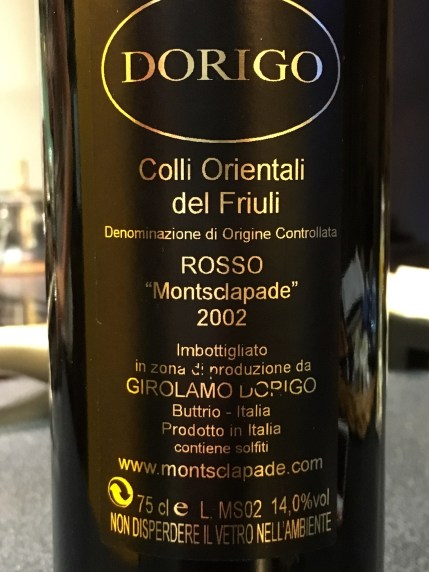 DORIGO
Colli Orientali
del Friuli
Denominazione di Origine Controllata
ROSSO
"Montsclapade"
2002
Imbottigliato
in zona di produzione da
GIROLAMO DORIGO
Buttrio - Italia
Prodotto in Italia
contiene solfiti
www.montsclapade.com
75 cl e L. MS02 14,0%vol
NON DISPERDERE IL VETRO NELL'AMBIENTE